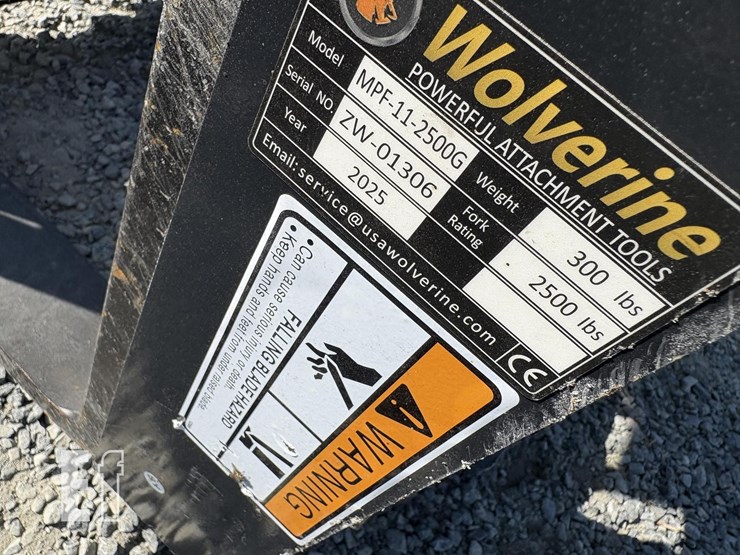 Wolverine
POWERFUL ATTACHMENT TOOLS
Model MPF-11-2500G Weight 300 lbs
Serial NO. ZW-01306 Fork Rating 2500 lbs
Year 2025
Email: service@usawolverine.com CE
WARNING
FALLING BLADE HAZARD
• Can cause serious injury or death.
• Keep hands and feet from under raised blade.
Ef